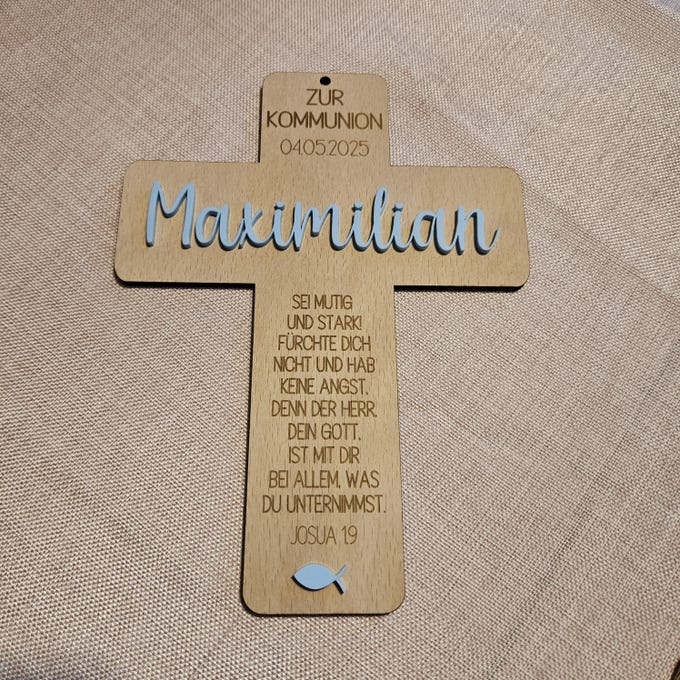 ZUR
KOMMUNION
04.05.2025
Maximilian
SEI MUTIG
UND STARK!
FÜRCHTE DICH
NICHT UND HAB
KEINE ANGST,
DENN DER HERR,
DEIN GOTT,
IST MIT DIR
BEI ALLEM, WAS
DU UNTERNIMMST.
JOSUA 1,9